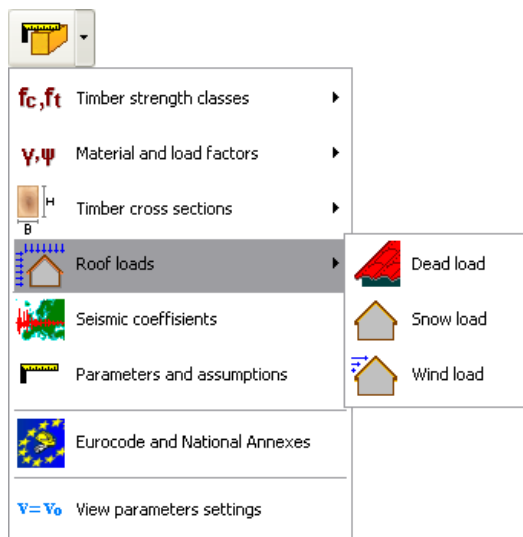 fc,ft Timber strength classes
γ,ψ Material and load factors
H
B
Timber cross sections
Roof loads
Dead load
Snow load
Wind load
Seismic coeffisients
Parameters and assumptions
Eurocode and National Annexes
v=vo View parameters settings